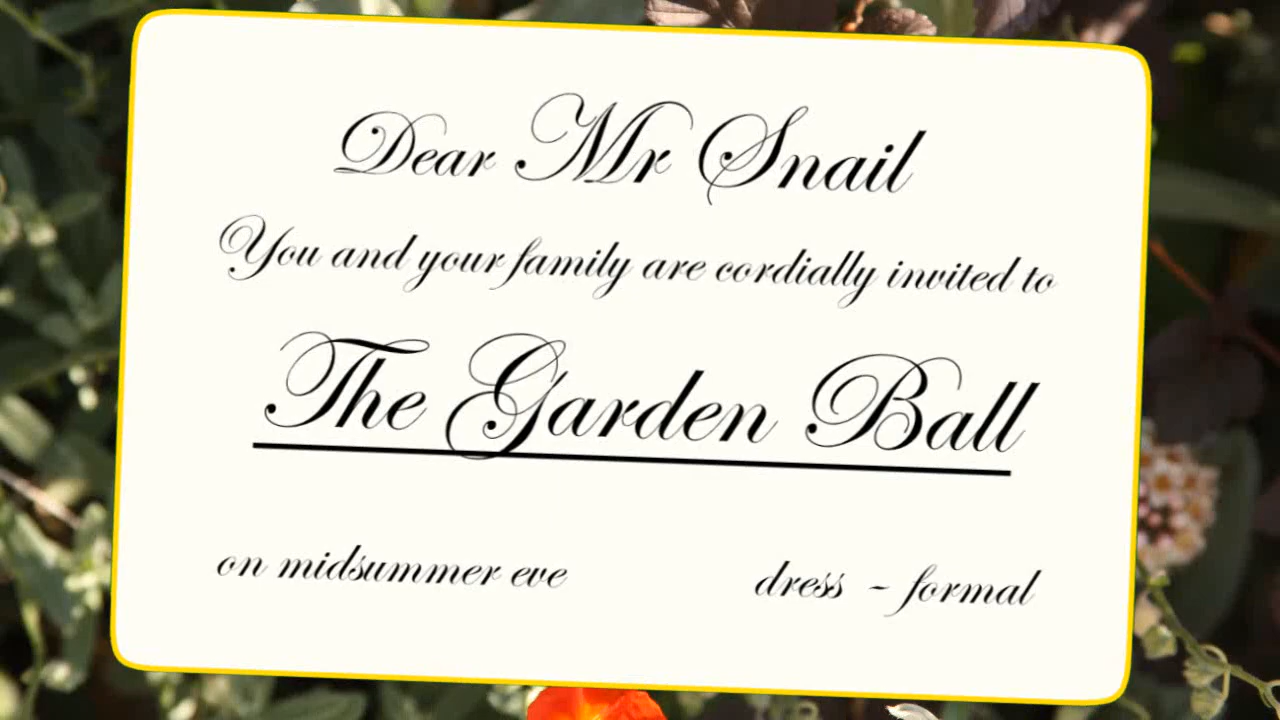 Dear Mr Snail
You and your family are cordially invited to
The Garden Ball
on midsummer eve dress - formal